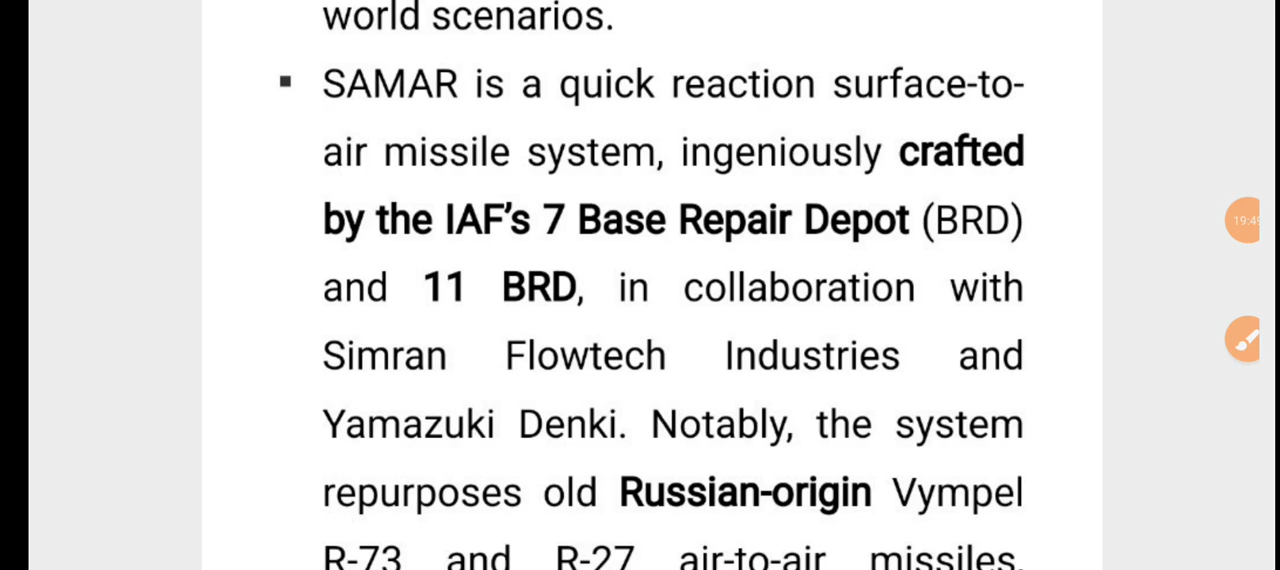 world scenarios.
▪ SAMAR is a quick reaction surface-to-
air missile system, ingeniously crafted
by the IAF’s 7 Base Repair Depot (BRD)
and 11 BRD, in collaboration with
Simran Flowtech Industries and
Yamazuki Denki. Notably, the system
repurposes old Russian-origin Vympel
R-73 and R-27 air-to-air missiles.